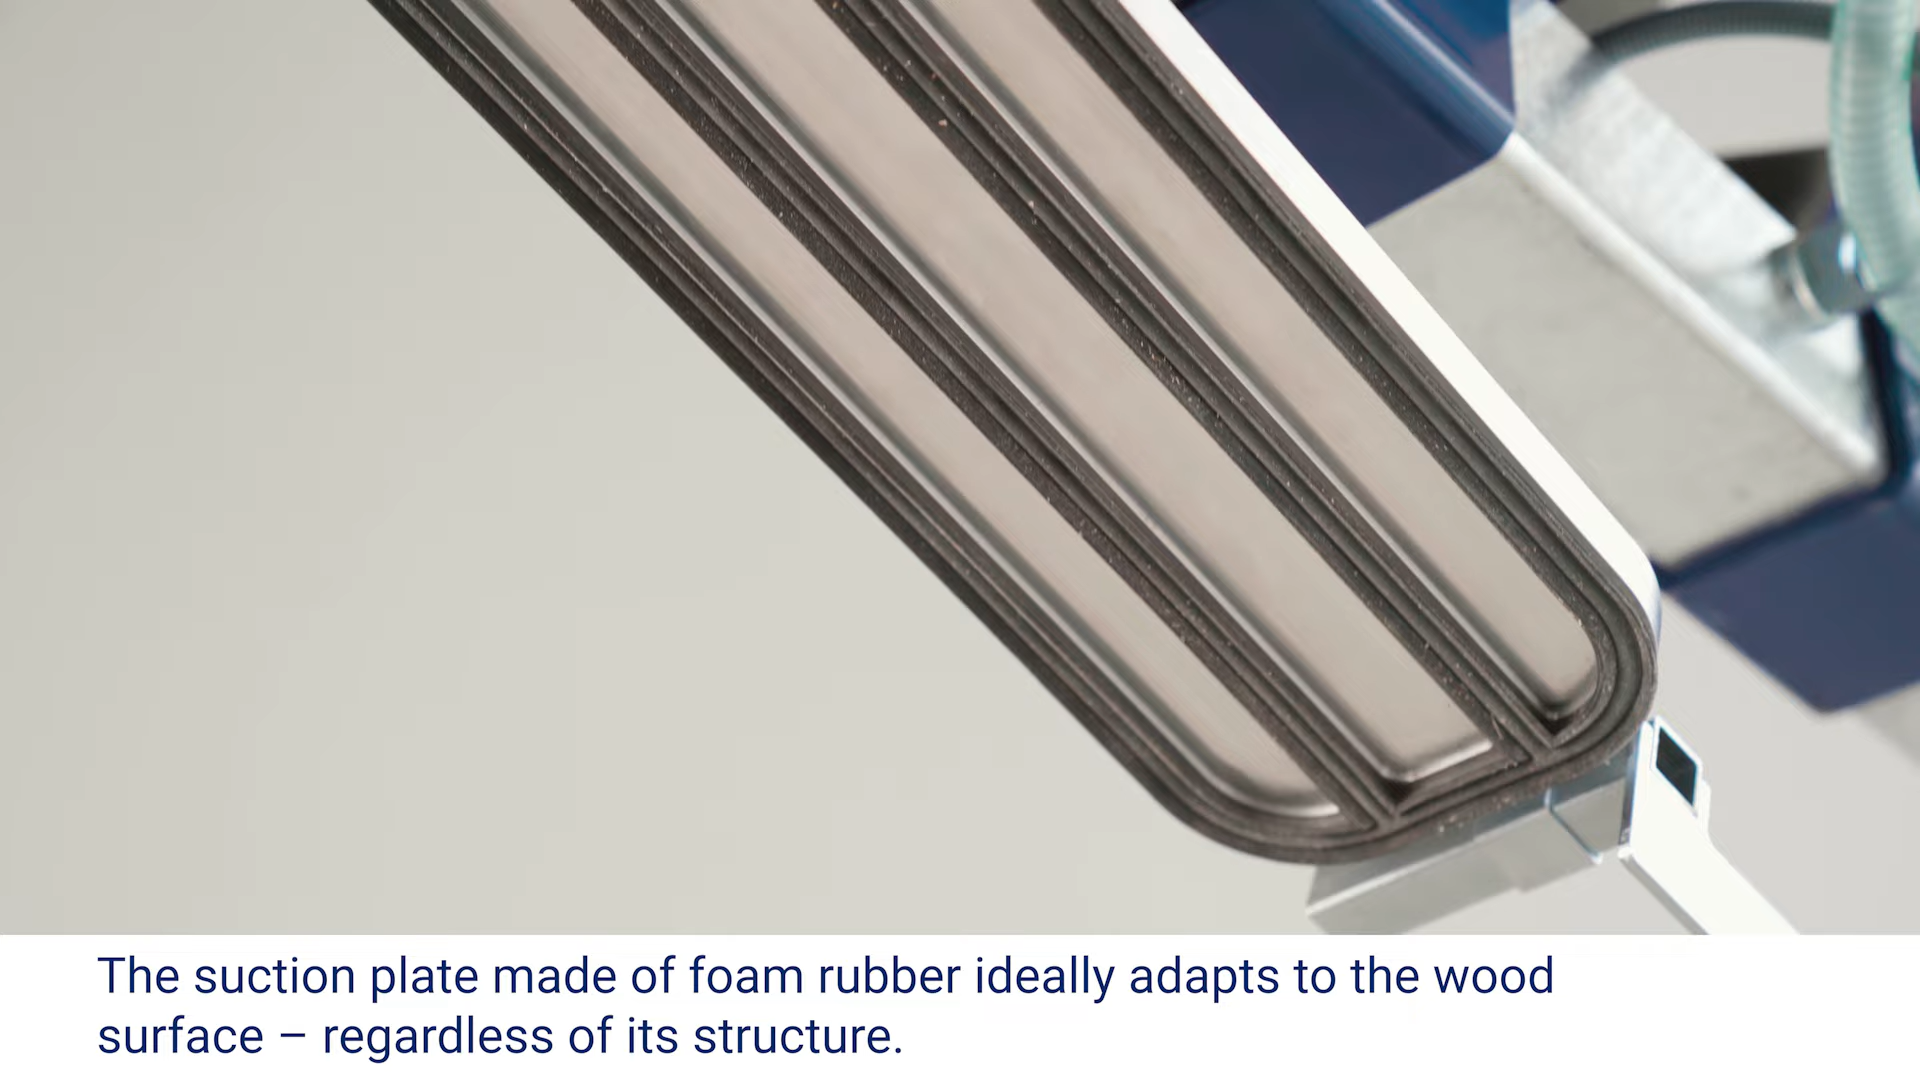 The suction plate made of foam rubber ideally adapts to the wood
surface – regardless of its structure.